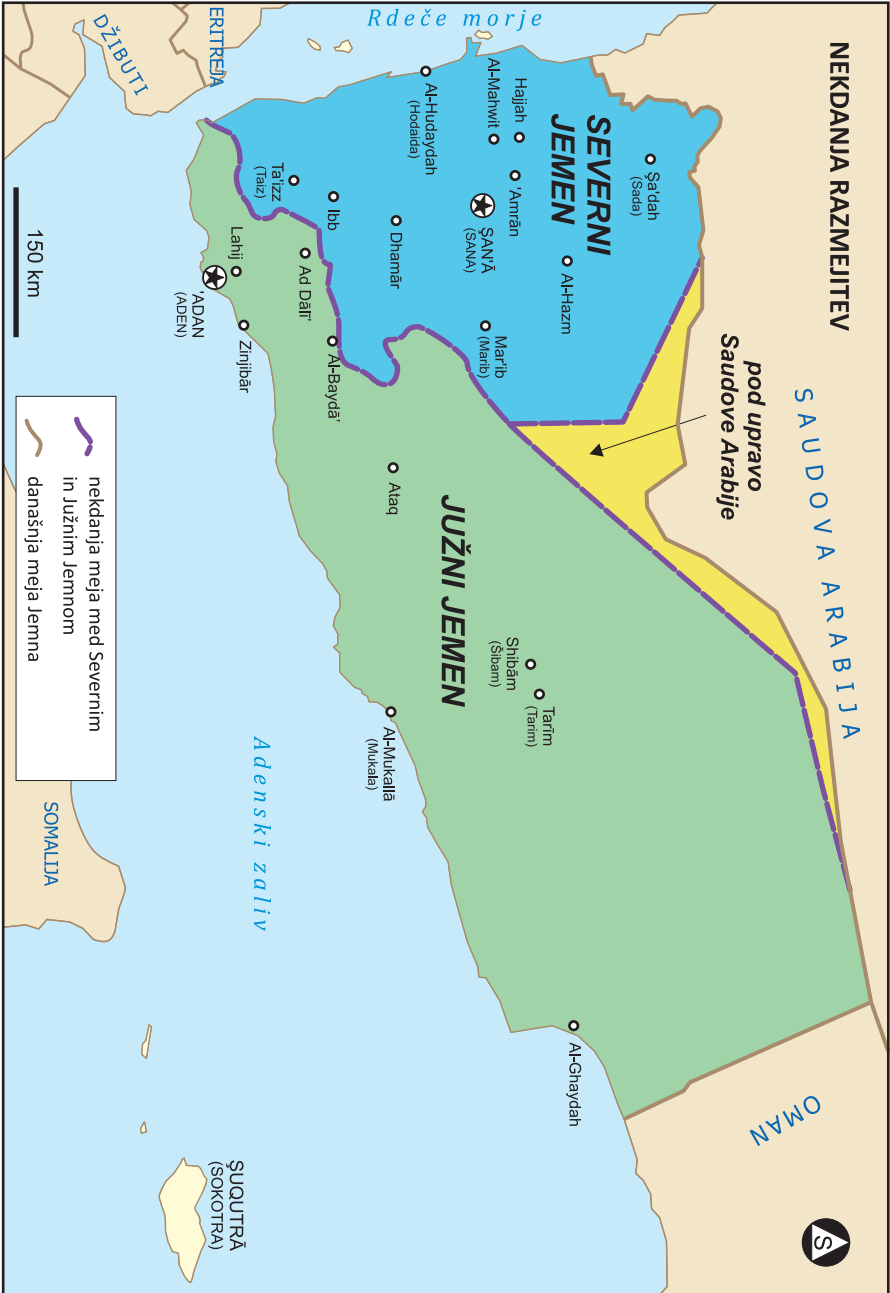 NEKDANJA RAZMEJITEV
SAUDOVA ARABIJA
OMAN
S
pod upravo
Saudove Arabije
Şa'dah
(Sada)
SEVERNI
JEMEN
Al-Hazm
Hajjah
'Amrān
Al-Mahwit
ŞAN'Ā
(SANA)
Mar'ib
(Marib)
Rdeče morje
Al-Hudaydah
(Hodaida)
Dhamār
Ibb
Ta'izz
(Taiz)
Ad Dāli'
Al-Baydā'
Lahij
'ADAN
(ADEN)
Zinjibār
Ataq
JUŽNI JEMEN
Shibām
(Šibam)
Tarīm
(Tarim)
Al-Mukallā
(Mukala)
Al-Ghaydah
ERITREJA
DŽIBUTI
Adenski zaliv
SOMALIJA
ŞUQUTRĀ
(SOKOTRA)
150 km
nekdanja meja med Severnim
in Južnim Jemnom
današnja meja Jemna